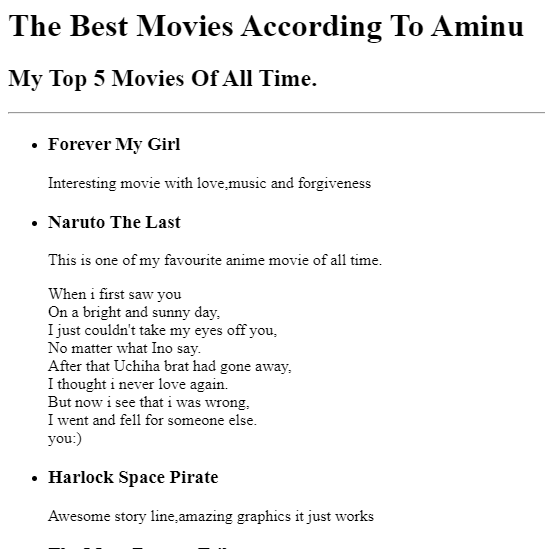 The Best Movies According To Aminu
My Top 5 Movies Of All Time.
Forever My Girl
Interesting movie with love,music and forgiveness
Naruto The Last
This is one of my favourite anime movie of all time.
When i first saw you
On a bright and sunny day,
I just couldn't take my eyes off you,
No matter what Ino say.
After that Uchiha brat had gone away,
I thought i never love again.
But now i see that i was wrong,
I went and fell for someone else.
you:)
Harlock Space Pirate
Awesome story line,amazing graphics it just works